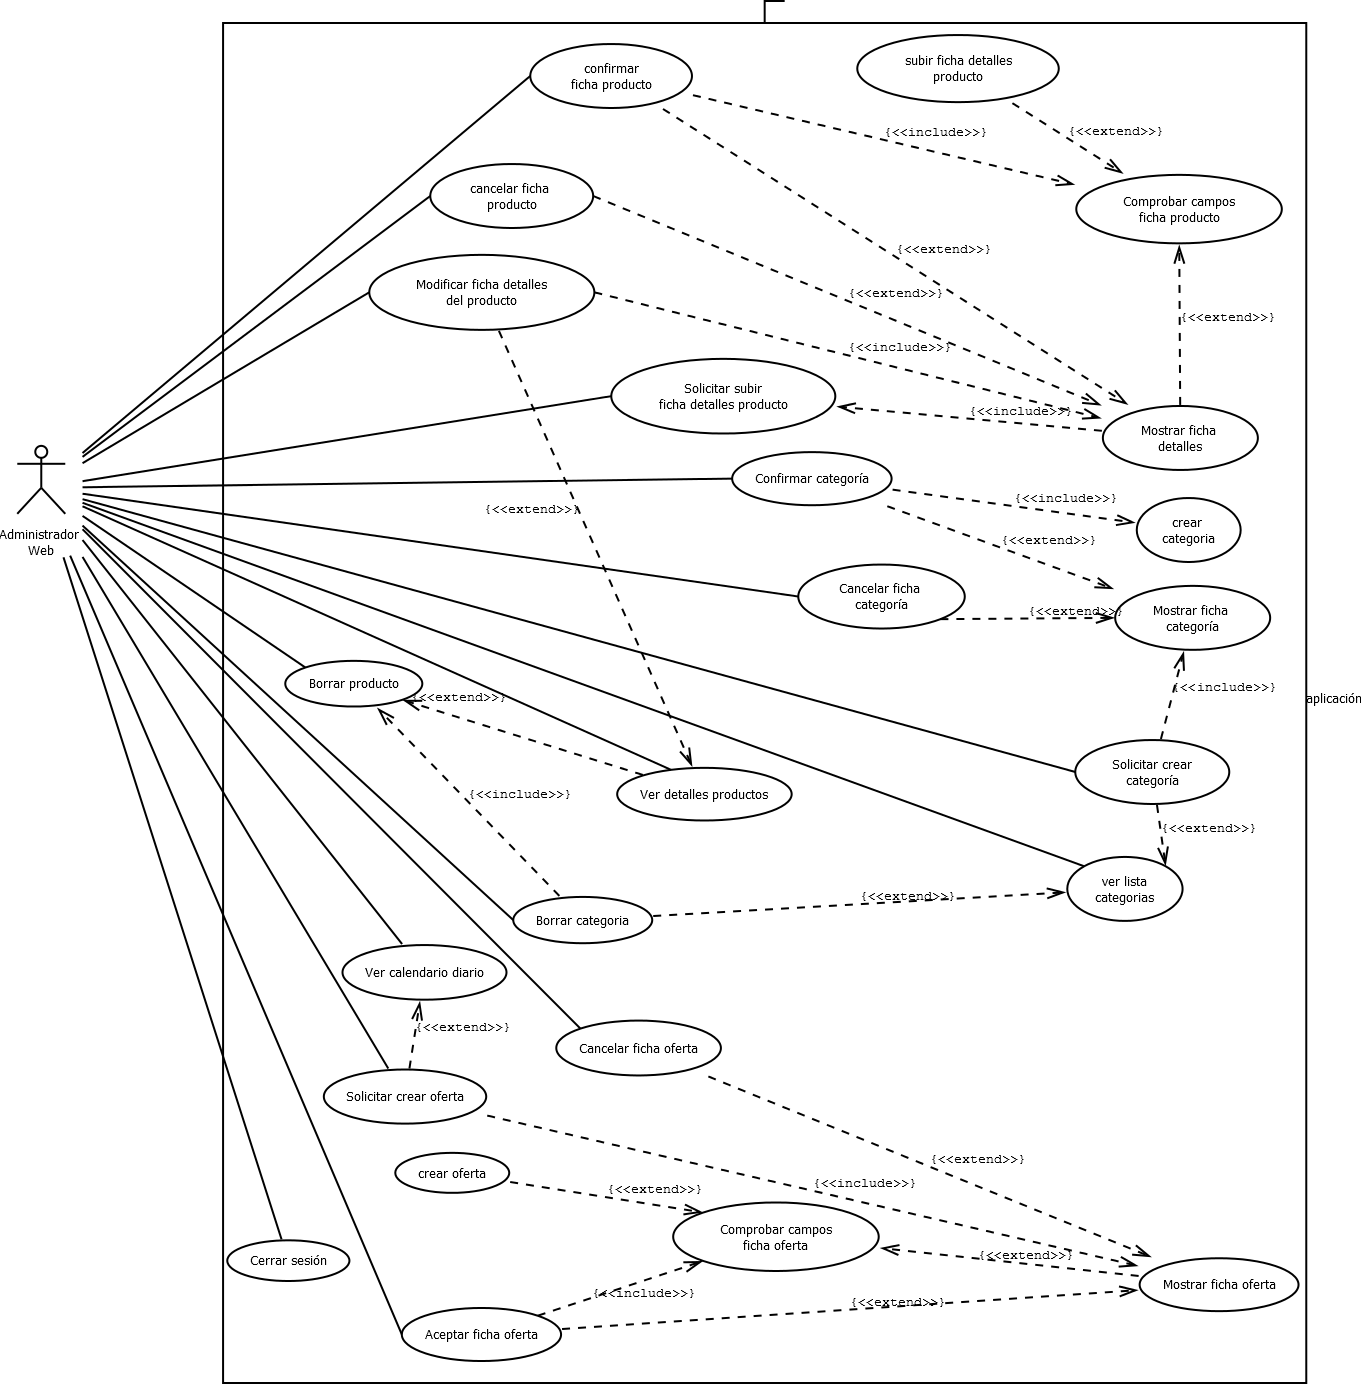 confirmar
ficha producto
subir ficha detalles
producto
{<<include>>}
{<<extend>>}
cancelar ficha
producto
Comprobar campos
ficha producto
{<<extend>>}
Modificar ficha detalles
del producto
{<<extend>>}
{<<extend>>}
{<<include>>}
Solicitar subir
ficha detalles producto
{<<include>>}
Mostrar ficha
detalles
Confirmar categoría
{<<include>>}
{<<extend>>}
crear
categoria
Administrador
Web
{<<extend>>}
Cancelar ficha
categoría
{<<extend>>}
Mostrar ficha
categoría
Borrar producto
{<<extend>>}
{<<include>>}
aplicación
Solicitar crear
categoría
{<<include>>}
Ver detalles productos
{<<extend>>}
ver lista
categorias
{<<extend>>}
Borrar categoria
Ver calendario diario
{<<extend>>}
Cancelar ficha oferta
Solicitar crear oferta
{<<extend>>}
crear oferta
{<<extend>>}
{<<include>>}
Comprobar campos
ficha oferta
{<<extend>>}
Cerrar sesión
Mostrar ficha oferta
{<<include>>}
{<<extend>>}
Aceptar ficha oferta